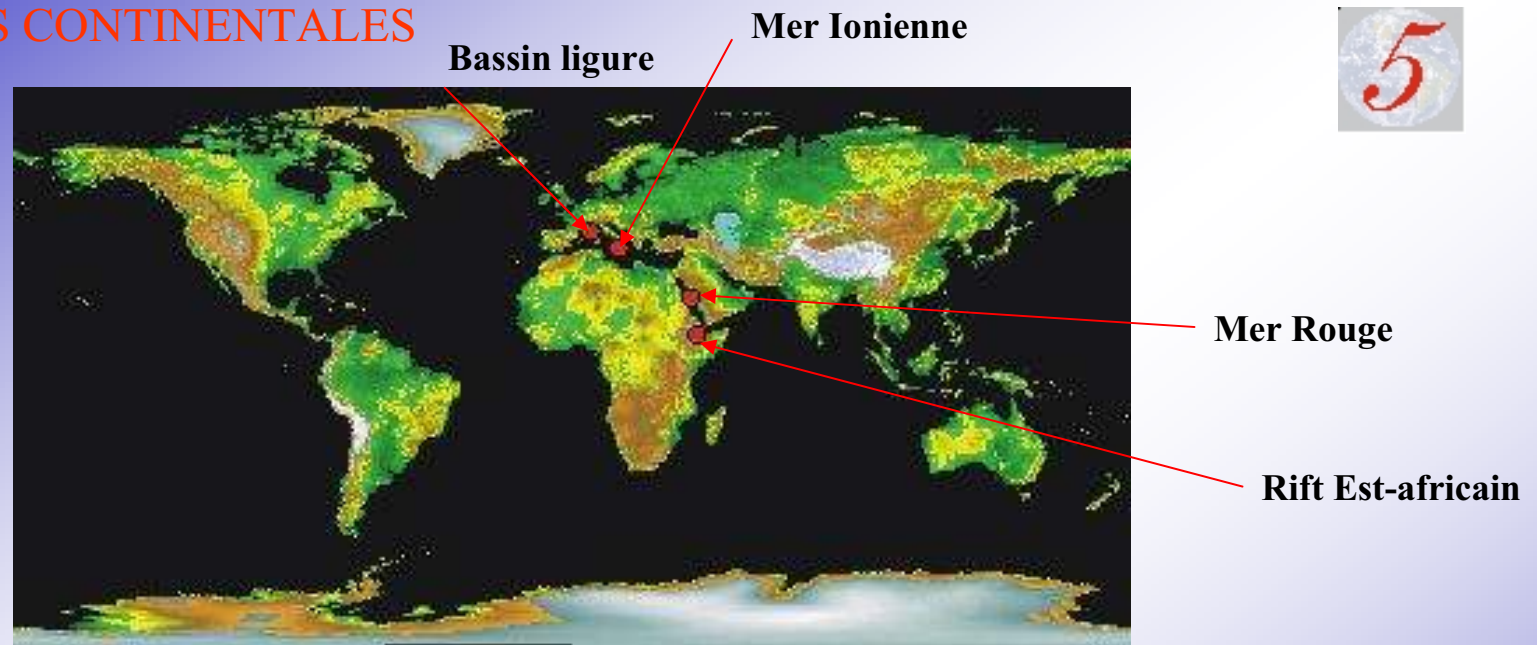 S CONTINENTALES
Mer Ionienne
Bassin ligure
5
Mer Rouge
Rift Est-africain